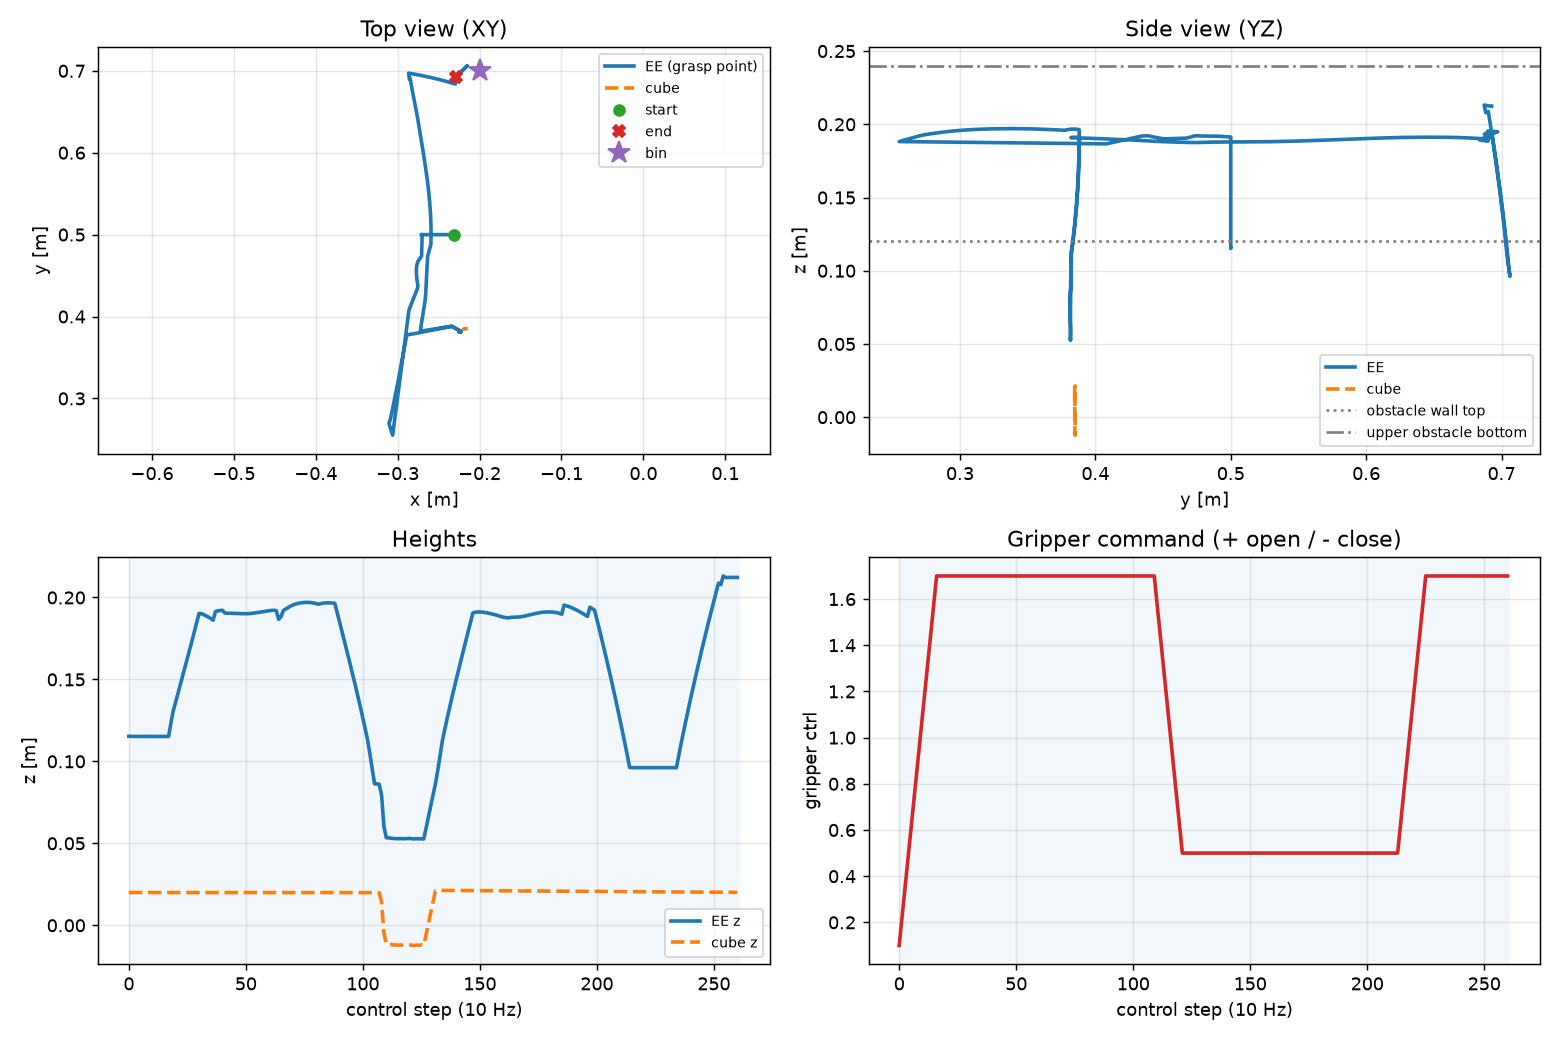 Top view (XY)
0.7
0.6
0.5
0.4
0.3
y [m]
−0.6 −0.5 −0.4 −0.3 −0.2 −0.1 0.0 0.1
x [m]
EE (grasp point)
cube
start
end
bin
Side view (YZ)
0.25
0.20
0.15
0.10
0.05
0.00
z [m]
0.3 0.4 0.5 0.6 0.7
y [m]
EE
cube
obstacle wall top
upper obstacle bottom
Heights
0.20
0.15
0.10
0.05
0.00
z [m]
0 50 100 150 200 250
control step (10 Hz)
EE z
cube z
Gripper command (+ open / - close)
1.6
1.4
1.2
1.0
0.8
0.6
0.4
0.2
gripper ctrl
0 50 100 150 200 250
control step (10 Hz)